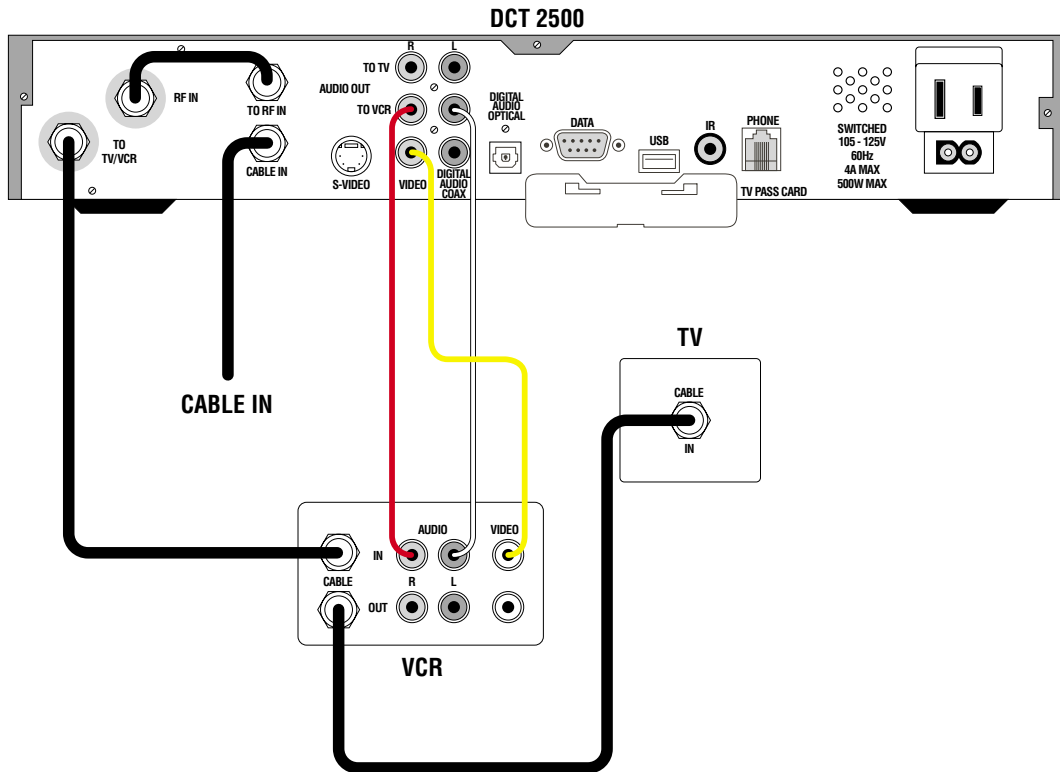 DCT 2500
R L
TO TV
RF IN
TO RF IN
AUDIO OUT
TO VCR
DIGITAL
AUDIO
OPTICAL
DATA
USB
IR
PHONE
SWITCHED
105 - 125V
60Hz
4A MAX
500W MAX
TO
TV/VCR
CABLE IN
S-VIDEO
VIDEO
DIGITAL
AUDIO
COAX
TV PASS CARD
CABLE IN
TV
CABLE
IN
AUDIO VIDEO
IN
CABLE
R L
OUT
VCR